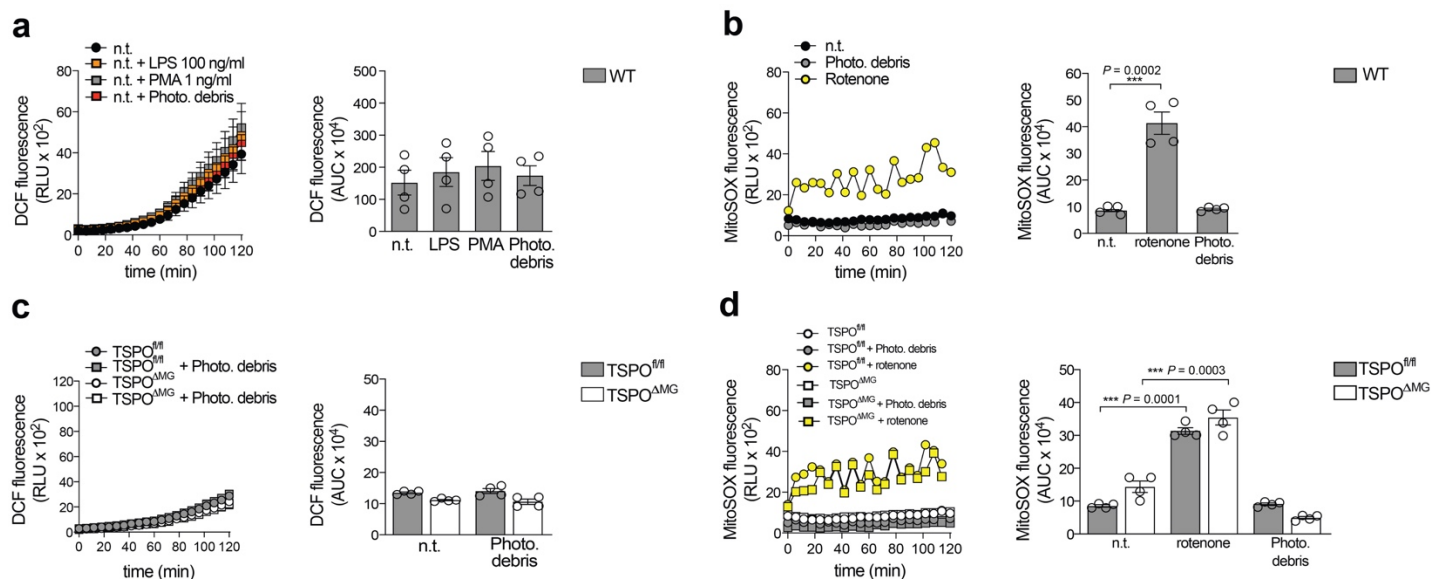 a
n.t.
n.t. + LPS 100 ng/ml
n.t. + PMA 1 ng/ml
n.t. + Photo. debris
80
60
40
20
0
DCF fluorescence
(RLU x 10²)
0 20 40 60 80 100 120
time (min)
500
400
300
200
100
0
DCF fluorescence
(AUC x 10⁴)
n.t. LPS PMA Photo.
debris
WT
b
n.t.
Photo. debris
Rotenone
80
60
40
20
0
MitoSOX fluorescence
(RLU x 10²)
0 20 40 60 80 100 120
time (min)
P = 0.0002
***
60
50
40
30
20
10
0
MitoSOX fluorescence
(AUC x 10⁴)
n.t. rotenone Photo.
debris
WT
c
TSPOfl/fl
TSPOfl/fl + Photo. debris
TSPOΔMG
TSPOΔMG + Photo. debris
120
100
80
60
40
20
0
DCF fluorescence
(RLU x 10²)
0 20 40 60 80 100 120
time (min)
50
40
30
20
10
0
DCF fluorescence
(AUC x 10⁴)
n.t. Photo.
debris
TSPOfl/fl
TSPOΔMG
d
TSPOfl/fl
TSPOfl/fl + Photo. debris
TSPOfl/fl + rotenone
TSPOΔMG
TSPOΔMG + Photo. debris
TSPOΔMG + rotenone
80
60
40
20
0
MitoSOX fluorescence
(RLU x 10²)
0 20 40 60 80 100 120
time (min)
*** P = 0.0003
*** P = 0.0001
50
40
30
20
10
0
MitoSOX fluorescence
(AUC x 10⁴)
n.t. rotenone Photo.
debris
TSPOfl/fl
TSPOΔMG